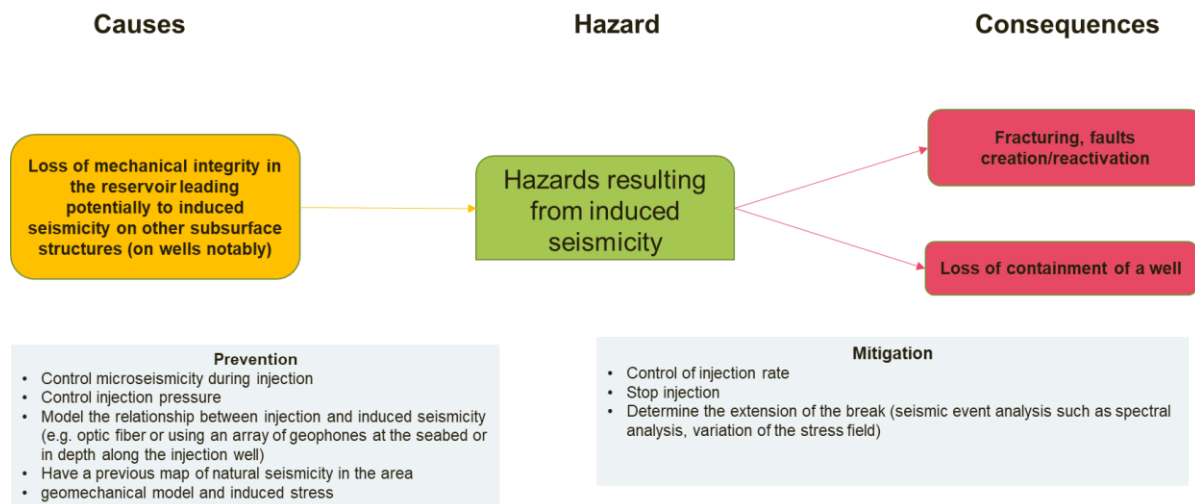 Causes
Hazard
Consequences
Loss of mechanical integrity in
the reservoir leading
potentially to induced
seismicity on other subsurface
structures (on wells notably)
Hazards resulting
from induced
seismicity
Fracturing, faults
creation/reactivation
Loss of containment of a well
Prevention
• Control microseismicity during injection
• Control injection pressure
• Model the relationship between injection and induced seismicity
(e.g. optic fiber or using an array of geophones at the seabed or
in depth along the injection well)
• Have a previous map of natural seismicity in the area
• geomechanical model and induced stress
Mitigation
• Control of injection rate
• Stop injection
• Determine the extension of the break (seismic event analysis such as spectral
analysis, variation of the stress field)